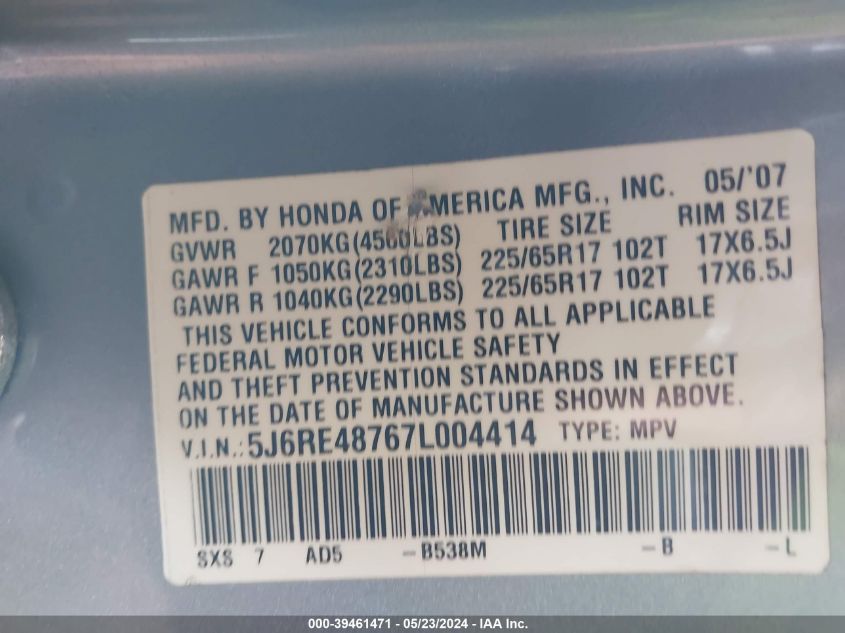 MFD. BY HONDA OF AMERICA MFG., INC. 05/'07
GVWR 2070KG(4560LBS) TIRE SIZE RIM SIZE
GAWR F 1050KG(2310LBS) 225/65R17 102T 17X6.5J
GAWR R 1040KG(2290LBS) 225/65R17 102T 17X6.5J
THIS VEHICLE CONFORMS TO ALL APPLICABLE
FEDERAL MOTOR VEHICLE SAFETY
AND THEFT PREVENTION STANDARDS IN EFFECT
ON THE DATE OF MANUFACTURE SHOWN ABOVE.
V.I.N.: 5J6RE48767L004414 TYPE: MPV
SXS 7 AD5 -B538M -B -L
000-39461471 | 05/23/2024 - IAA Inc.